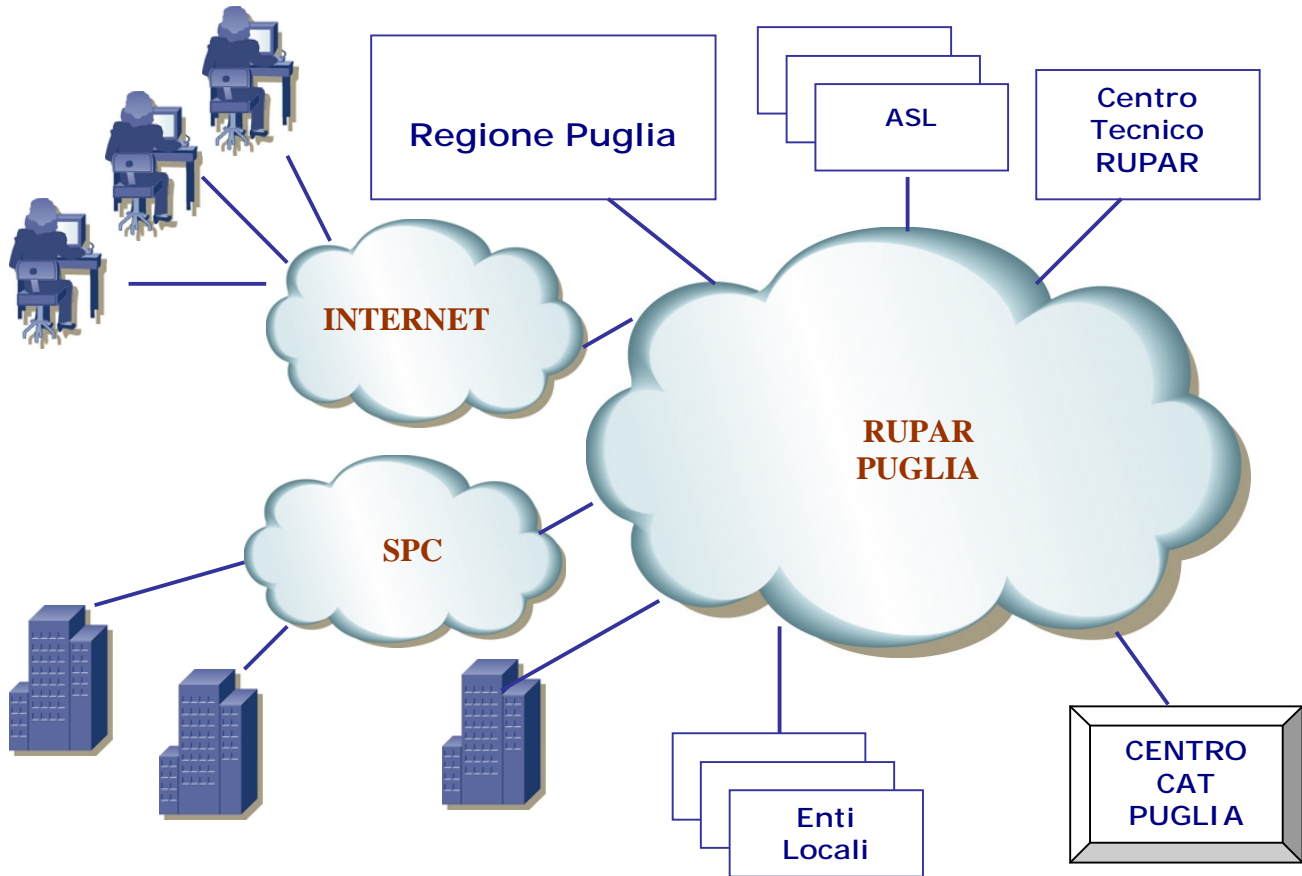 Regione Puglia
ASL
Centro
Tecnico
RUPAR
INTERNET
RUPAR
PUGLIA
SPC
Enti
Locali
CENTRO
CAT
PUGLIA